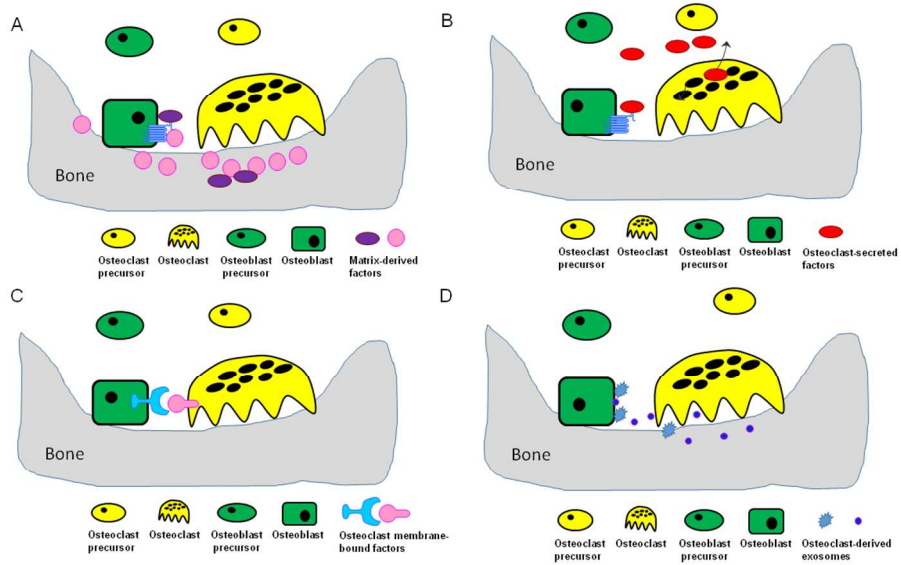 A
Bone
Osteoclast Osteoclast Osteoblast Osteoblast Matrix-derived
precursor precursor factors
B
Bone
Osteoclast Osteoclast Osteoblast Osteoblast Osteoclast-secreted
precursor precursor factors
C
Bone
Osteoclast Osteoclast Osteoblast Osteoblast Osteoclast membrane-
precursor precursor bound factors
D
Bone
Osteoclast Osteoclast Osteoblast Osteoblast Osteoclast-derived
precursor precursor exosomes